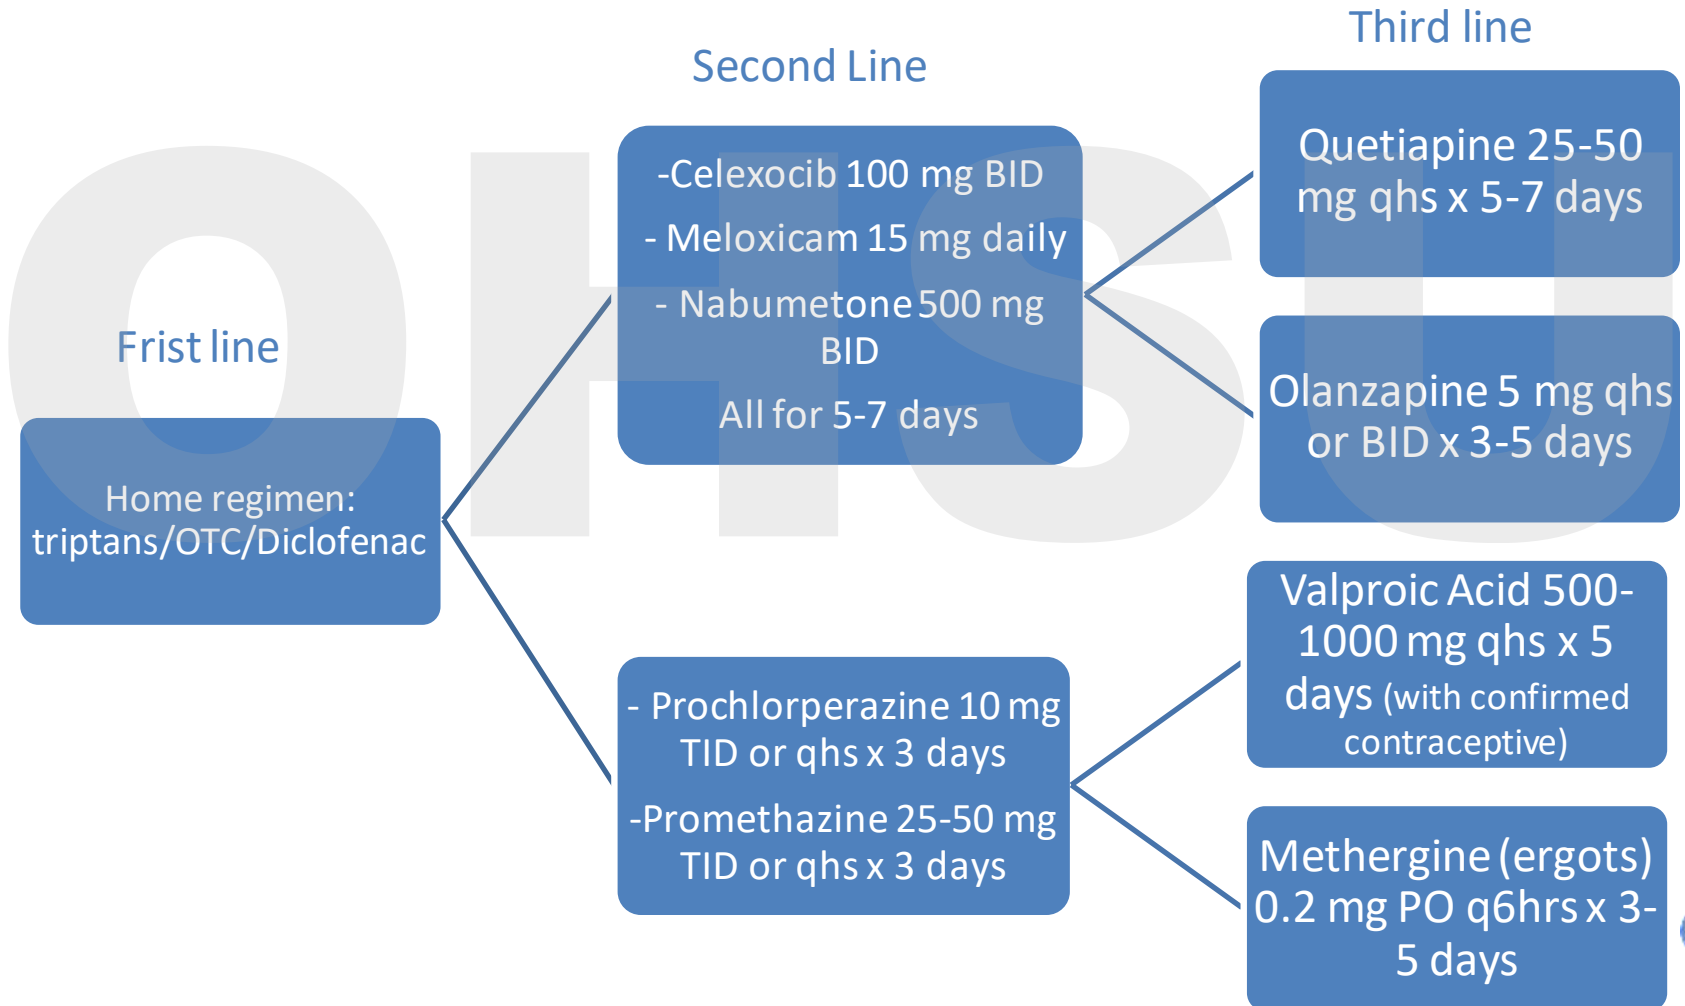 Frist line
Home regimen:
triptans/OTC/Diclofenac
Second Line
-Celexocib 100 mg BID
- Meloxicam 15 mg daily
- Nabumetone 500 mg
BID
All for 5-7 days
- Prochlorperazine 10 mg
TID or qhs x 3 days
-Promethazine 25-50 mg
TID or qhs x 3 days
Third line
Quetiapine 25-50
mg qhs x 5-7 days
Olanzapine 5 mg qhs
or BID x 3-5 days
Valproic Acid 500-
1000 mg qhs x 5
days (with confirmed
contraceptive)
Methergine (ergots)
0.2 mg PO q6hrs x 3-
5 days
OHSU